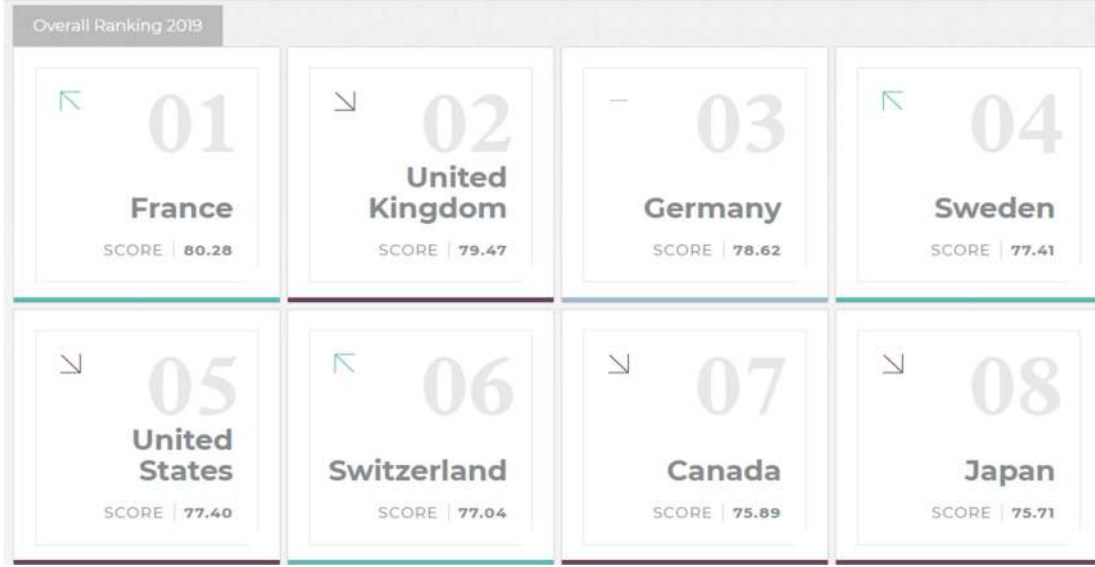 Overall Ranking 2019
01
France
SCORE | 80.28
02
United
Kingdom
SCORE | 79.47
03
Germany
SCORE | 78.62
04
Sweden
SCORE | 77.41
05
United
States
SCORE | 77.40
06
Switzerland
SCORE | 77.04
07
Canada
SCORE | 75.89
08
Japan
SCORE | 75.71